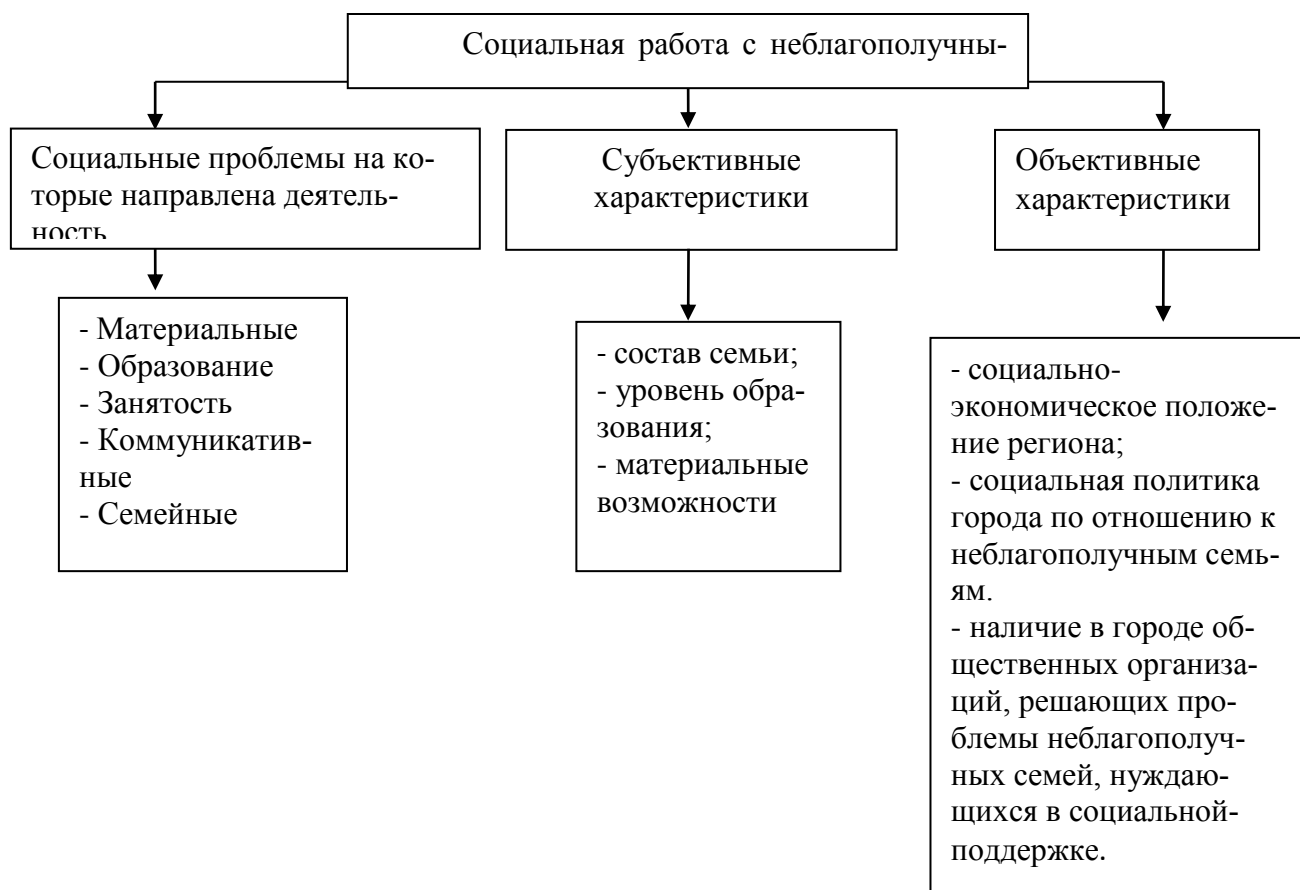 Социальная работа с неблагополучны-
Социальные проблемы на ко-
торые направлена деятель-
ность
Субъективные
характеристики
Объективные
характеристики
- Материальные
- Образование
- Занятость
- Коммуникатив-
ные
- Семейные
- состав семьи;
- уровень обра-
зования;
- материальные
возможности
- социально-
экономическое положе-
ние региона;
- социальная политика
города по отношению к
неблагополучным семь-
ям.
- наличие в городе об-
щественных организа-
ций, решающих про-
блемы неблагополуч-
ных семей, нуждаю-
щихся в социальной-
поддержке.